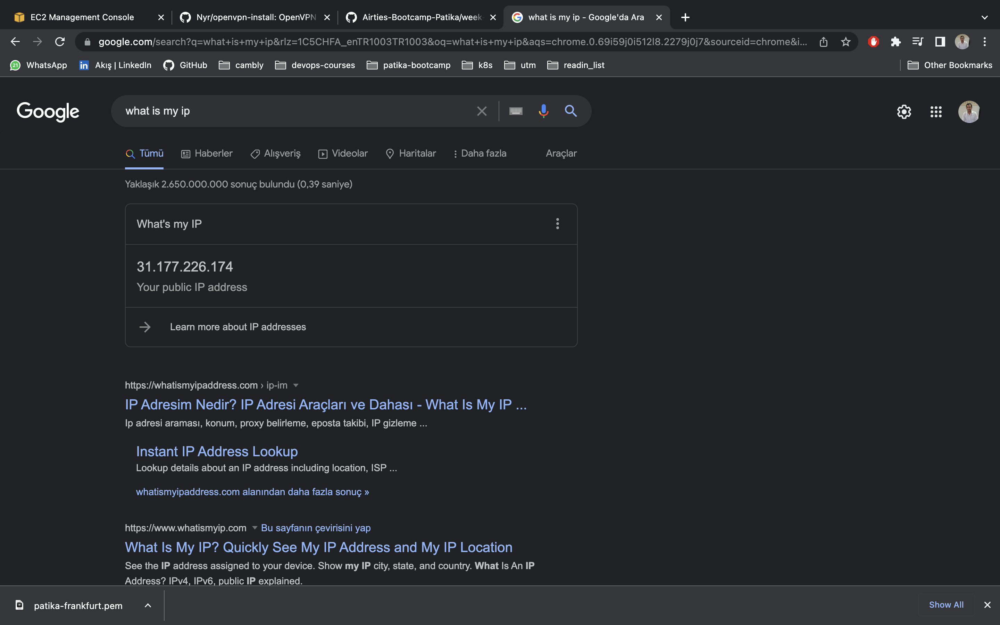 EC2 Management Console
Nyr/openvpn-install: OpenVPN
Airties-Bootcamp-Patika/week-
what is my ip - Google'da Ara
google.com/search?q=what+is+my+ip&rlz=1C5CHFA_enTR1003TR1003&oq=what+is+my+ip&aqs=chrome.0.69i59j0i512l8.2279j0j7&sourceid=chrome&i...
21 WhatsApp
in Akış | LinkedIn
GitHub
cambly
devops-courses
patika-bootcamp
k8s
utm
readin_list
Other Bookmarks
Google
what is my ip
Tümü
Haberler
Alışveriş
Videolar
Haritalar
Daha fazla
Araçlar
Yaklaşık 2.650.000.000 sonuç bulundu (0,39 saniye)
What's my IP
31.177.226.174
Your public IP address
Learn more about IP addresses
https://whatismyipaddress.com › ip-im
IP Adresim Nedir? IP Adresi Araçları ve Dahası - What Is My IP ...
Ip adresi araması, konum, proxy belirleme, eposta takibi, IP gizleme ...
Instant IP Address Lookup
Lookup details about an IP address including location, ISP ...
whatismyipaddress.com alanından daha fazla sonuç »
https://www.whatismyip.com Bu sayfanın çevirisini yap
What Is My IP? Quickly See My IP Address and My IP Location
See the IP address assigned to your device. Show my IP city, state, and country. What Is An IP
Address? IPv4, IPv6, public IP explained.
patika-frankfurt.pem
Show All